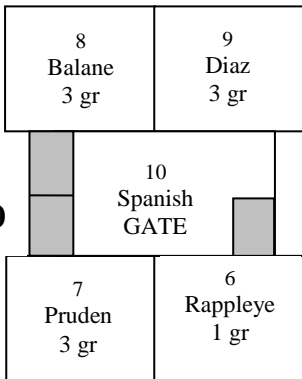 8
Balane
3 gr
9
Diaz
3 gr
10
Spanish
GATE
7
Pruden
3 gr
6
Rappleye
1 gr